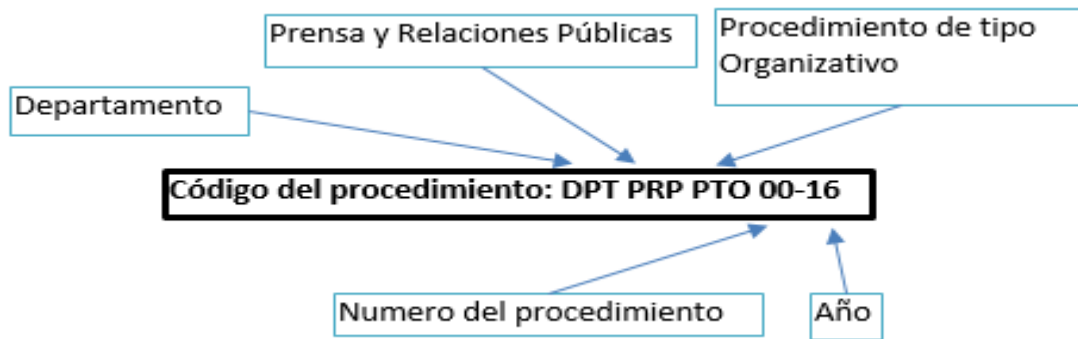 Prensa y Relaciones Públicas
Procedimiento de tipo
Organizativo
Departamento
Código del procedimiento: DPT PRP PTO 00-16
Numero del procedimiento
Año